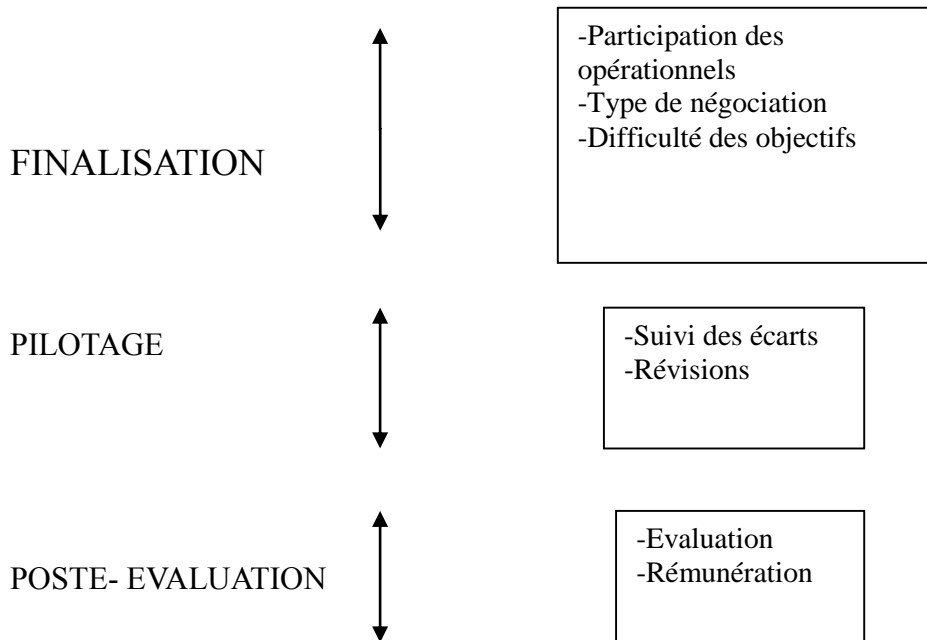 FINALISATION
-Participation des
opérationnels
-Type de négociation
-Difficulté des objectifs
PILOTAGE
-Suivi des écarts
-Révisions
POSTE- EVALUATION
-Evaluation
-Rémunération